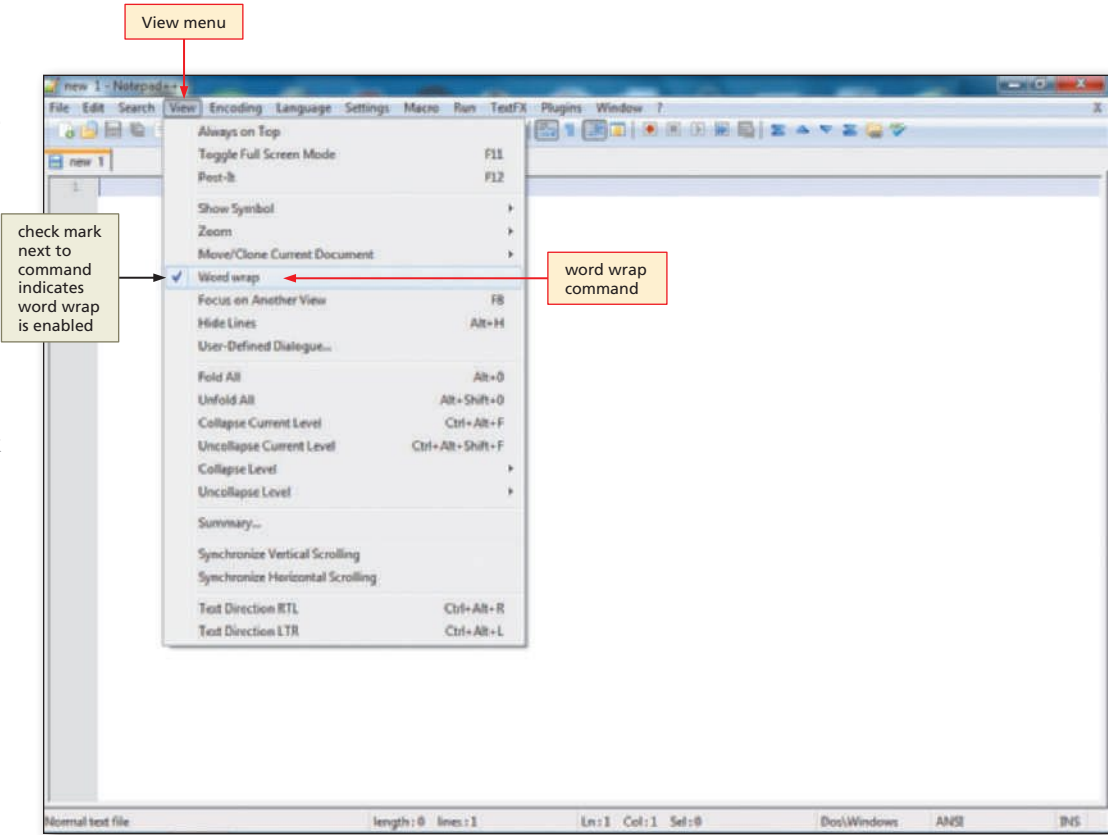 View menu
new 1 - Notepad++
File Edit Search View Encoding Language Settings Macro Run TextFX Plugins Window ? X
new 1
1
Always on Top
Toggle Full Screen Mode F11
Post-It F12
Show Symbol
Zoom
Move/Clone Current Document
Word wrap
Focus on Another View F8
Hide Lines Alt+H
User-Defined Dialogue...
Fold All Alt+0
Unfold All Alt+Shift+0
Collapse Current Level Ctrl+Alt+F
Uncollapse Current Level Ctrl+Alt+Shift+F
Collapse Level
Uncollapse Level
Summary...
Synchronize Vertical Scrolling
Synchronize Horizontal Scrolling
Text Direction RTL Ctrl+Alt+R
Text Direction LTR Ctrl+Alt+L
check mark
next to
command
indicates
word wrap
is enabled
word wrap
command
Normal text file length : 0 lines : 1 Ln : 1 Col : 1 Sel : 0 Dos\Windows ANSI INS